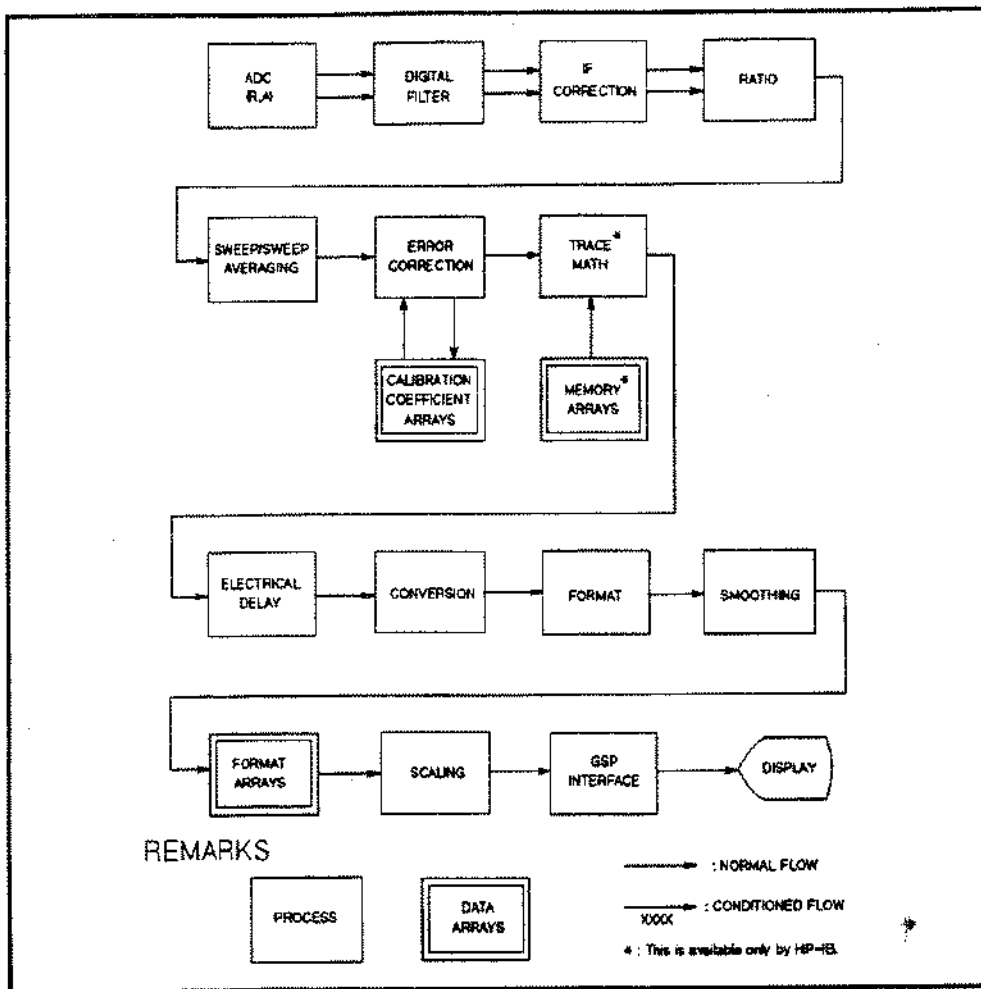 ADC
(R,A)
DIGITAL
FILTER
IF
CORRECTION
RATIO
SWEEP/SWEEP
AVERAGING
ERROR
CORRECTION
TRACE*
MATH
CALIBRATION
COEFFICIENT
ARRAYS
MEMORY*
ARRAYS
ELECTRICAL
DELAY
CONVERSION
FORMAT
SMOOTHING
FORMAT
ARRAYS
SCALING
GSP
INTERFACE
DISPLAY
REMARKS
PROCESS
DATA
ARRAYS
: NORMAL FLOW
: CONDITIONED FLOW
XXXX
* : This is available only by HP-IB.